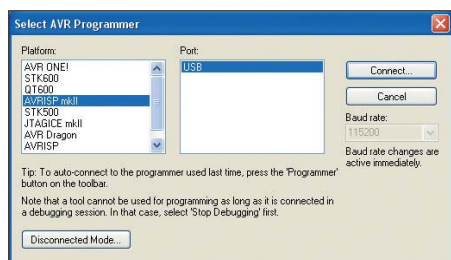 Select AVR Programmer
Platform:
AVR ONE!
STK600
QT600
AVRISP mkII
STK500
JTAGICE mkII
AVR Dragon
AVRISP
Port:
USB
Connect...
Cancel
Baud rate:
115200
Baud rate changes are
active immediately.
Tip: To auto-connect to the programmer used last time, press the 'Programmer'
button on the toolbar.
Note that a tool cannot be used for programming as long as it is connected in
a debugging session. In that case, select 'Stop Debugging' first.
Disconnected Mode...